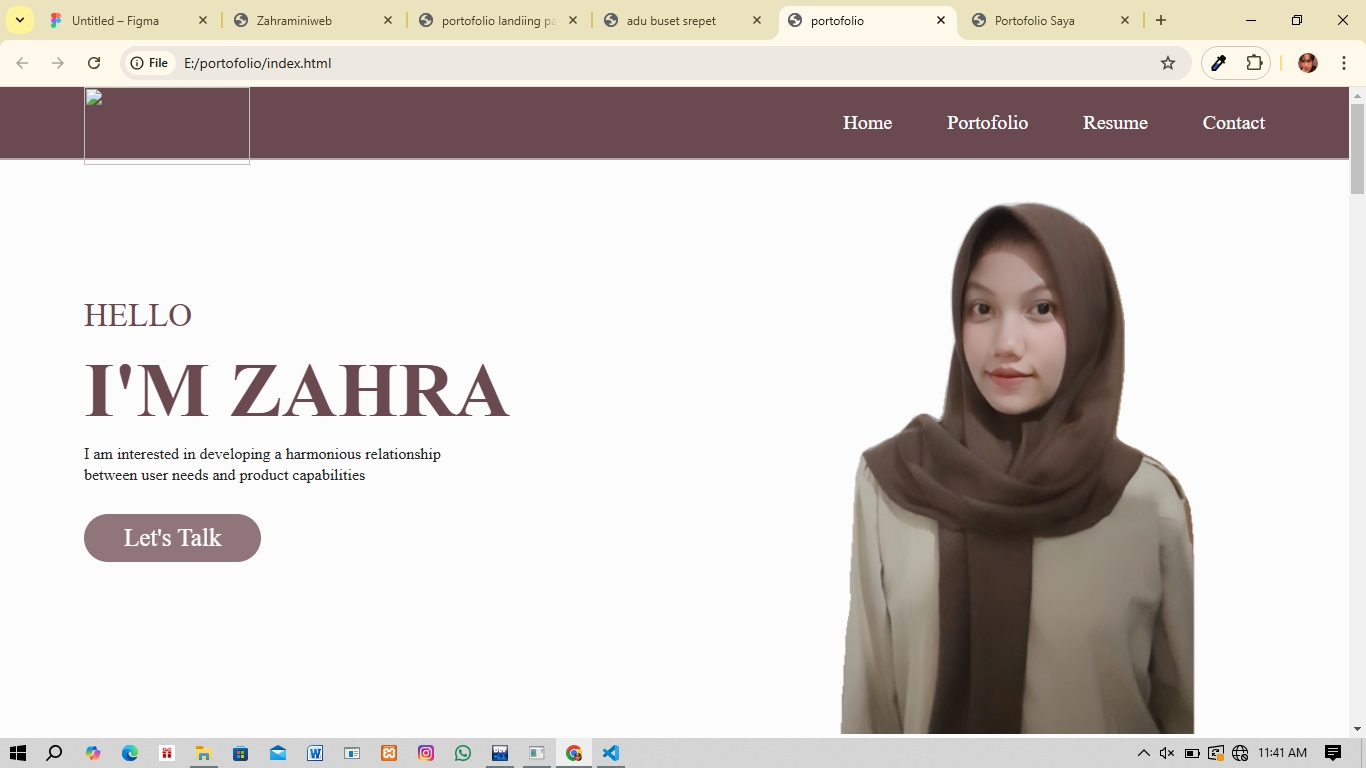 Untitled – Figma
Zahraminiweb
portofolio landiing pa
adu buset srepet
portofolio
Portofolio Saya
File
E:/portofolio/index.html
Home
Portofolio
Resume
Contact
HELLO
I'M ZAHRA
I am interested in developing a harmonious relationship
between user needs and product capabilities
Let's Talk
11:41 AM